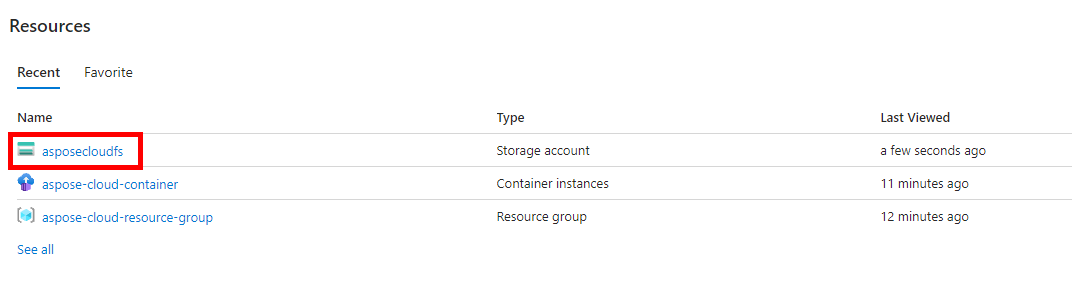 Resources
Recent Favorite
Name Type Last Viewed
asposecloudfs Storage account a few seconds ago
aspose-cloud-container Container instances 11 minutes ago
aspose-cloud-resource-group Resource group 12 minutes ago
See all